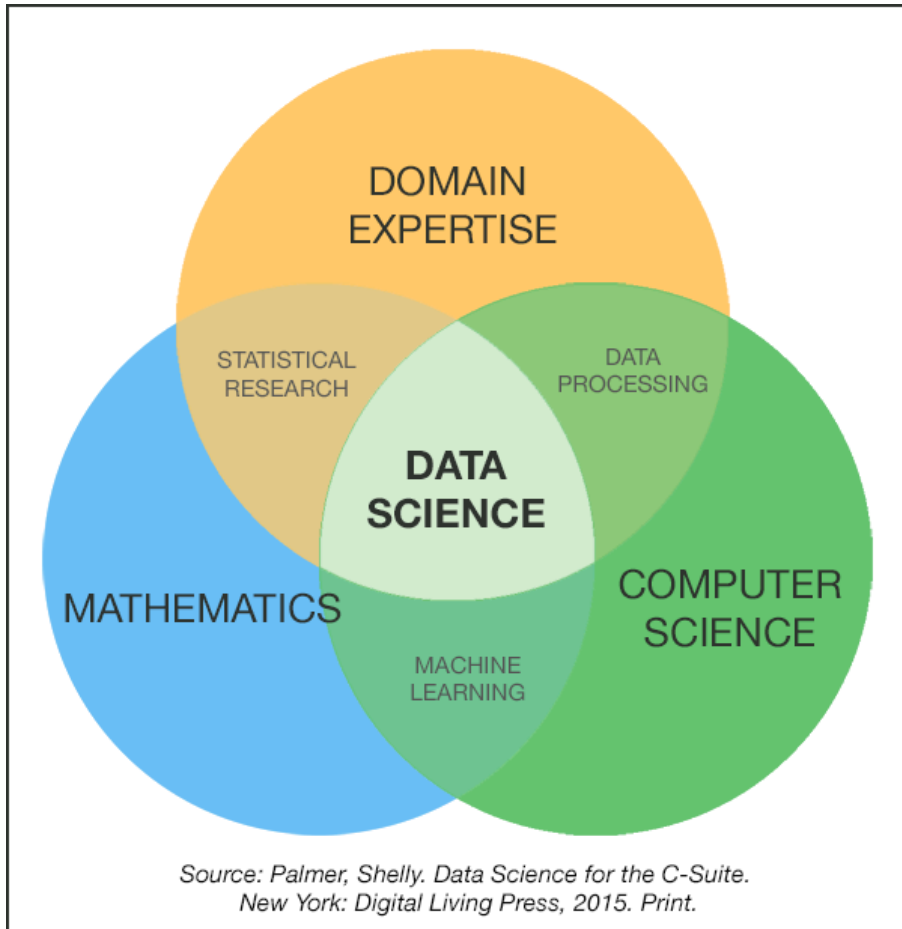 DOMAIN
EXPERTISE
STATISTICAL
RESEARCH
DATA
PROCESSING
DATA
SCIENCE
MATHEMATICS
COMPUTER
SCIENCE
MACHINE
LEARNING
Source: Palmer, Shelly. Data Science for the C-Suite.
New York: Digital Living Press, 2015. Print.